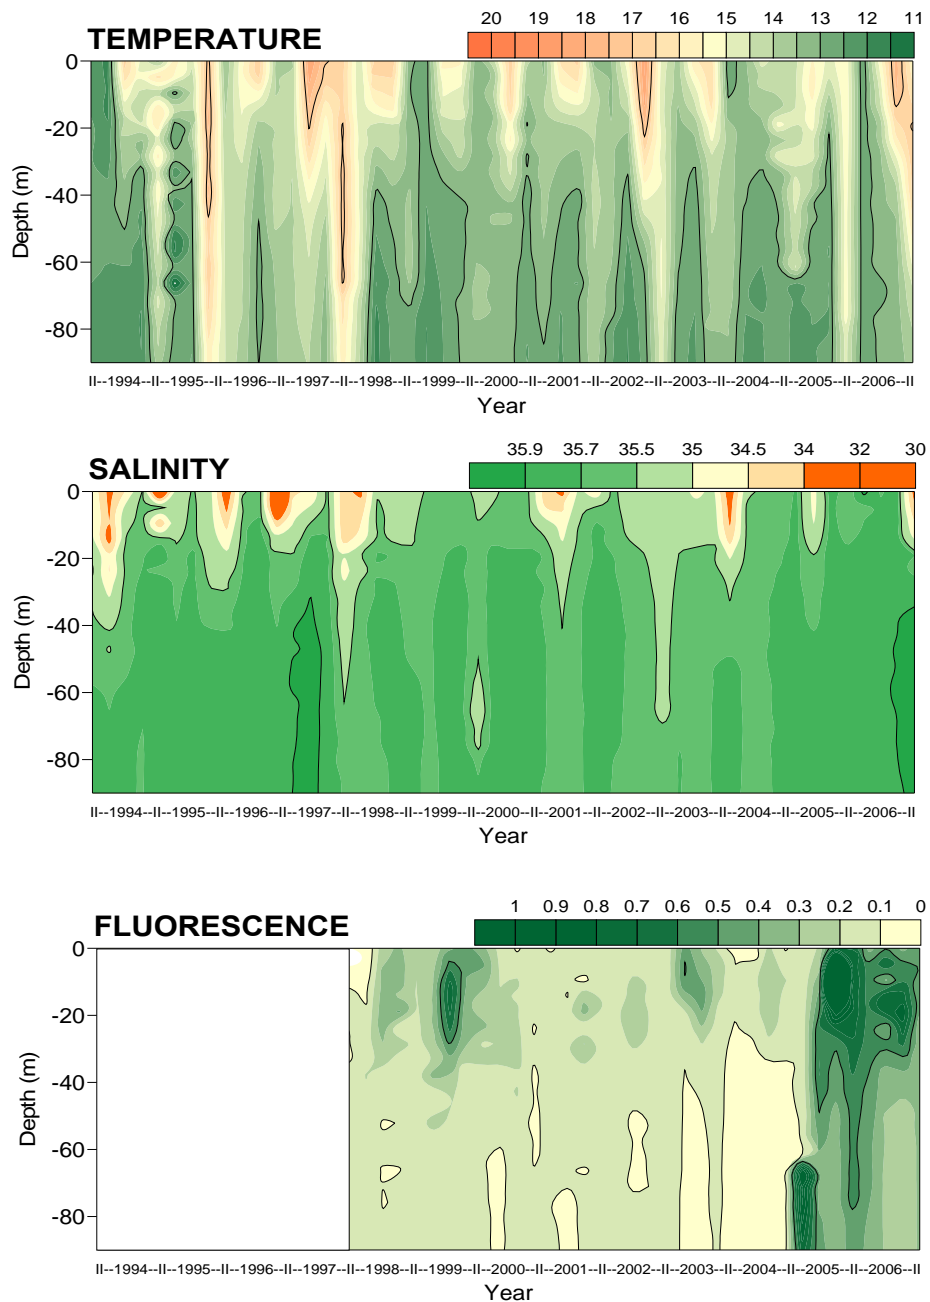 20 19 18 17 16 15 14 13 12 11
TEMPERATURE
0
-20
-40
-60
-80
Depth (m)
II--1994--II--1995--II--1996--II--1997--II--1998--II--1999--II--2000--II--2001--II--2002--II--2003--II--2004--II--2005--II--2006--II
Year
35.9 35.7 35.5 35 34.5 34 32 30
SALINITY
0
-20
-40
-60
-80
Depth (m)
II--1994--II--1995--II--1996--II--1997--II--1998--II--1999--II--2000--II--2001--II--2002--II--2003--II--2004--II--2005--II--2006--II
Year
1 0.9 0.8 0.7 0.6 0.5 0.4 0.3 0.2 0.1 0
FLUORESCENCE
0
-20
-40
-60
-80
Depth (m)
II--1994--II--1995--II--1996--II--1997--II--1998--II--1999--II--2000--II--2001--II--2002--II--2003--II--2004--II--2005--II--2006--II
Year